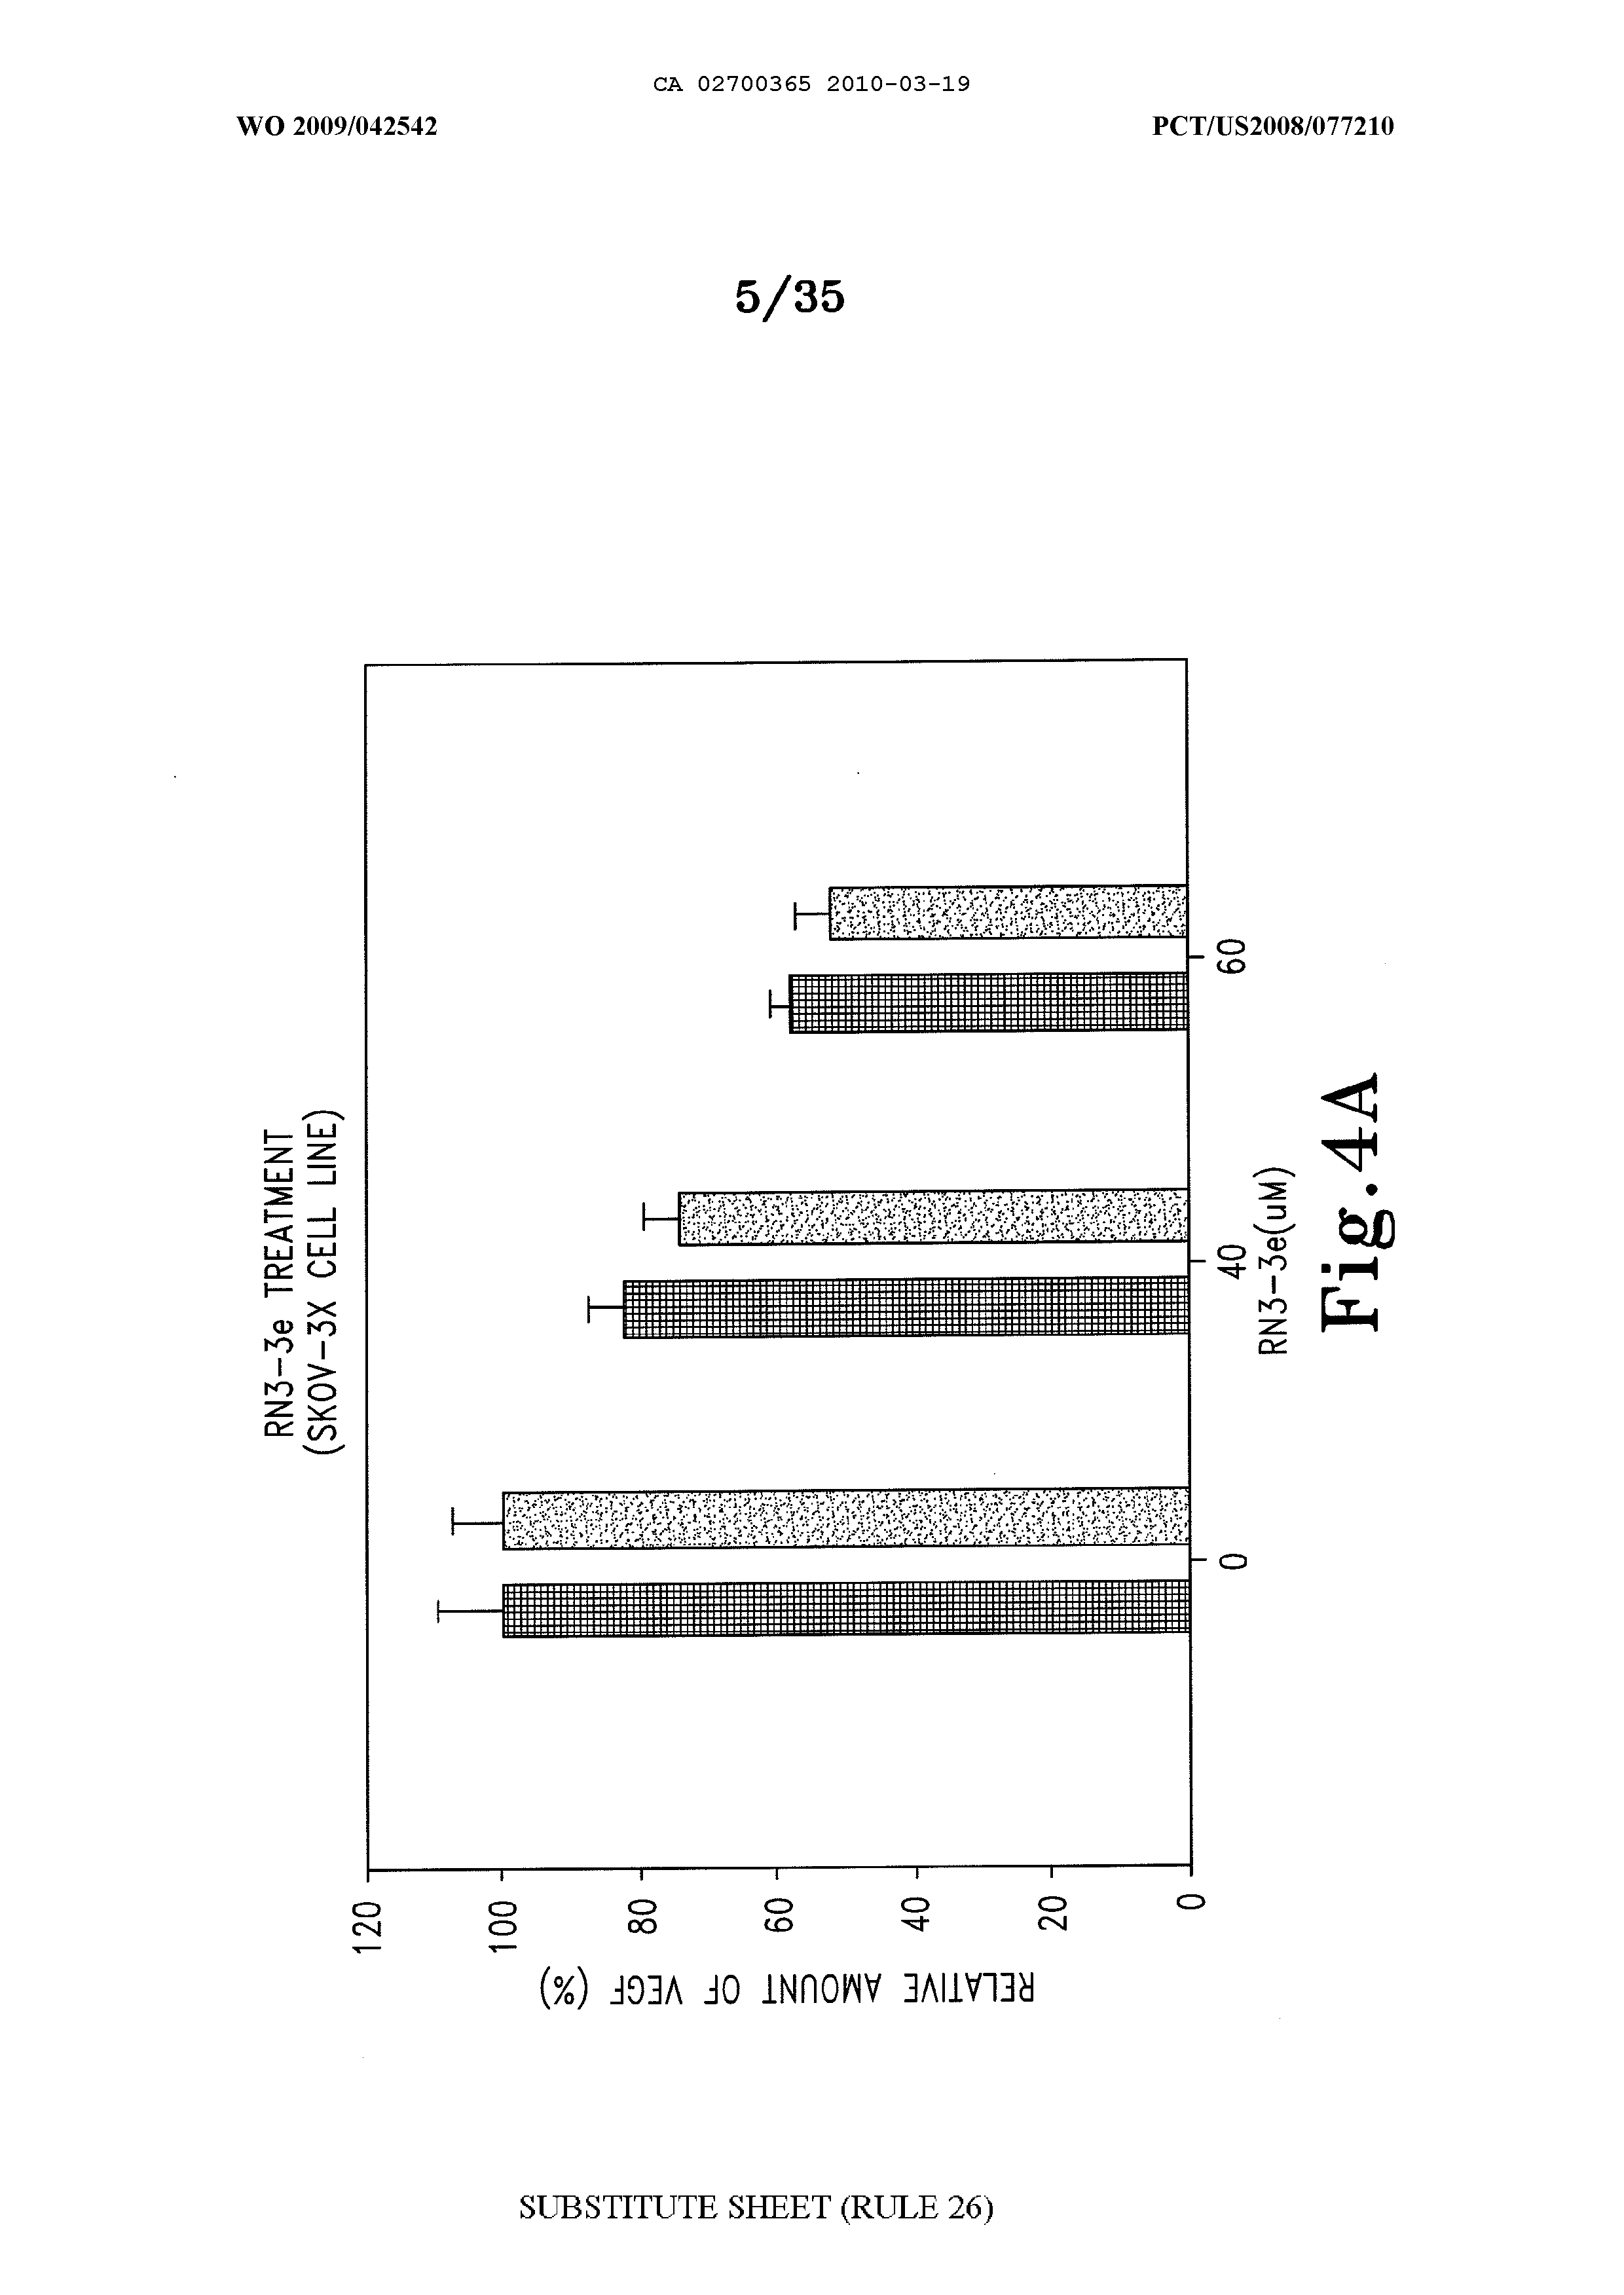 CA 02700365 2010-03-19
WO 2009/042542
PCT/US2008/077210
5/35
RN3-3e TREATMENT
(SKOV-3X CELL LINE)
RELATIVE AMOUNT OF VEGF (%)
120
100
80
60
40
20
0
0
40
60
RN3-3e(uM)
Fig.4A
SUBSTITUTE SHEET (RULE 26)